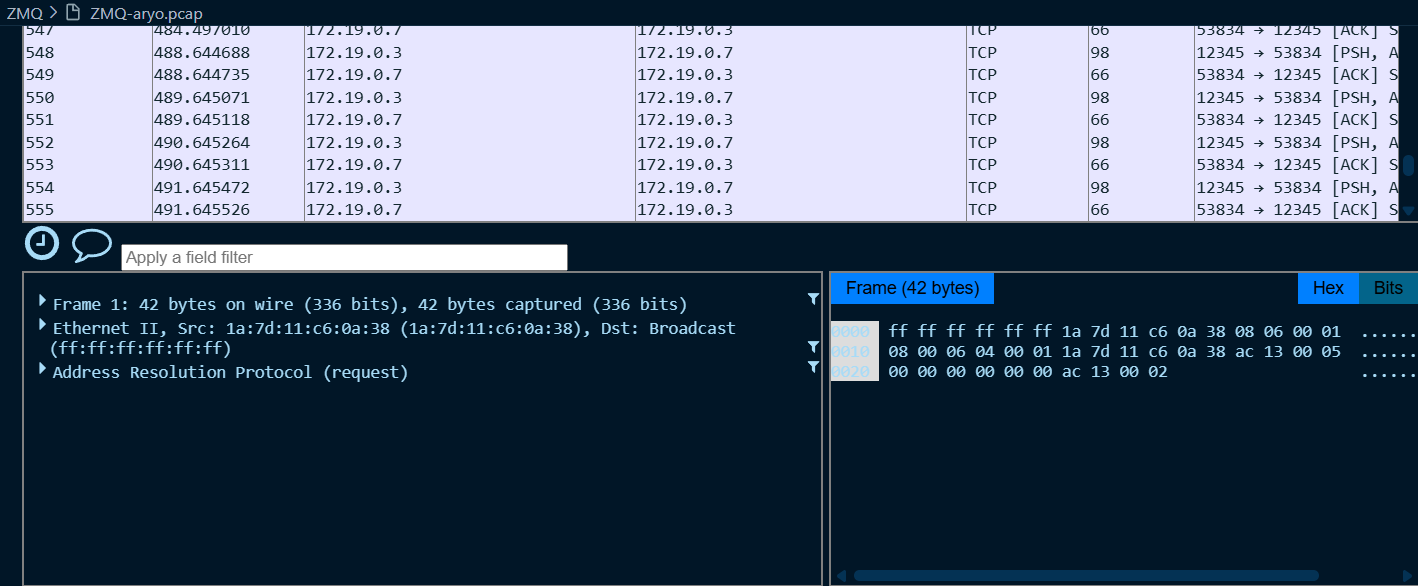 ZMQ > ZMQ-aryo.pcap
547 484.497010 172.19.0.7 172.19.0.3 TCP 66 53834 → 12345 [ACK] S
548 488.644688 172.19.0.3 172.19.0.7 TCP 98 12345 → 53834 [PSH, A
549 488.644735 172.19.0.7 172.19.0.3 TCP 66 53834 → 12345 [ACK] S
550 489.645071 172.19.0.3 172.19.0.7 TCP 98 12345 → 53834 [PSH, A
551 489.645118 172.19.0.7 172.19.0.3 TCP 66 53834 → 12345 [ACK] S
552 490.645264 172.19.0.3 172.19.0.7 TCP 98 12345 → 53834 [PSH, A
553 490.645311 172.19.0.7 172.19.0.3 TCP 66 53834 → 12345 [ACK] S
554 491.645472 172.19.0.3 172.19.0.7 TCP 98 12345 → 53834 [PSH, A
555 491.645526 172.19.0.7 172.19.0.3 TCP 66 53834 → 12345 [ACK] S
Apply a field filter
Frame 1: 42 bytes on wire (336 bits), 42 bytes captured (336 bits)
Ethernet II, Src: 1a:7d:11:c6:0a:38 (1a:7d:11:c6:0a:38), Dst: Broadcast
(ff:ff:ff:ff:ff:ff)
Address Resolution Protocol (request)
Frame (42 bytes) Hex Bits
0000 ff ff ff ff ff ff 1a 7d 11 c6 0a 38 08 06 00 01 ......
0010 08 00 06 04 00 01 1a 7d 11 c6 0a 38 ac 13 00 05 ......
0020 00 00 00 00 00 00 ac 13 00 02 ......